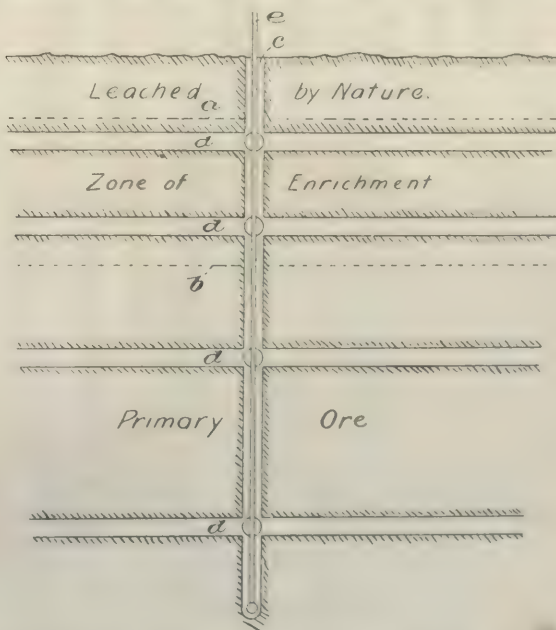 e
c
Leached by Nature.
a
d
Zone of Enrichment
d
b
d
Primary Ore
d